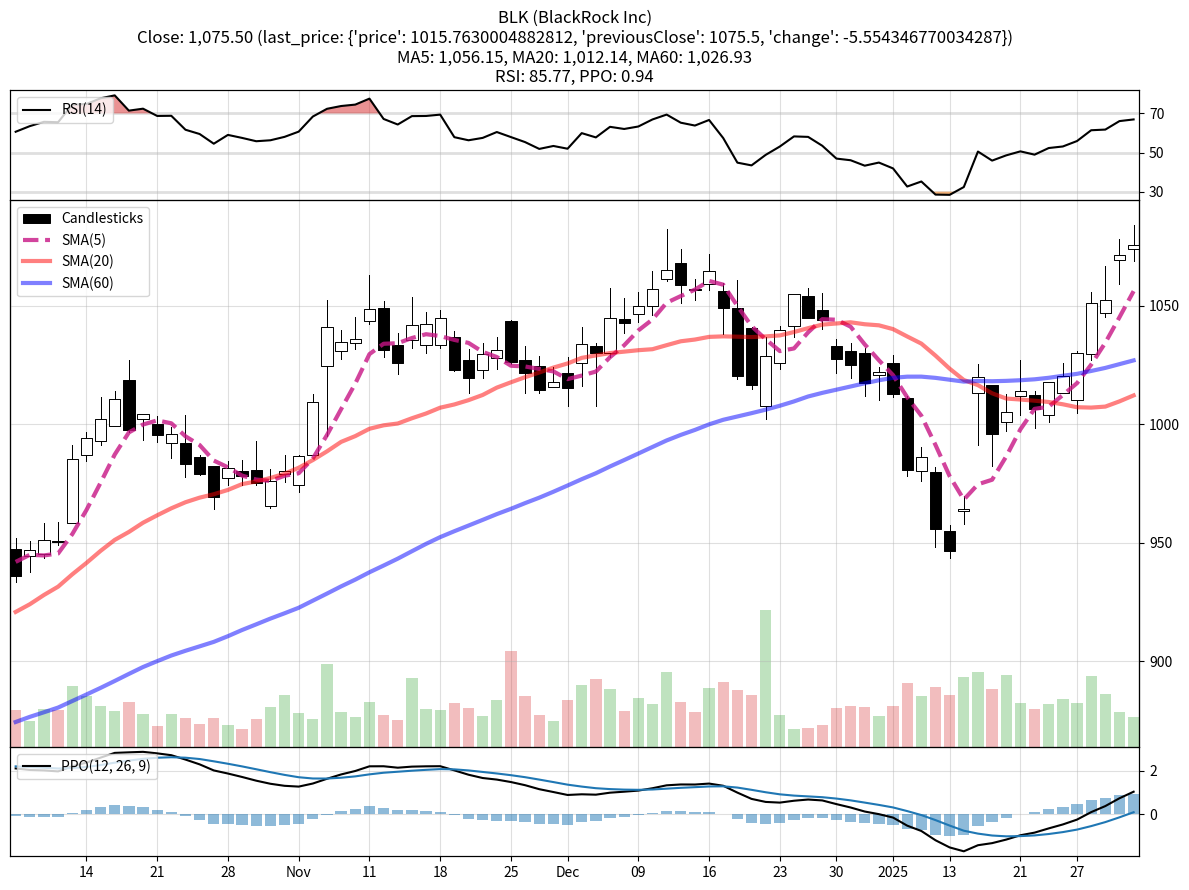 BLK (BlackRock Inc)
Close: 1,075.50 (last_price: {'price': 1015.7630004882812, 'previousClose': 1075.5, 'change': -5.554346770034287})
MA5: 1,056.15, MA20: 1,012.14, MA60: 1,026.93
RSI: 85.77, PPO: 0.94
RSI(14)
70
50
30
Candlesticks
SMA(5)
SMA(20)
SMA(60)
1050
1000
950
900
PPO(12, 26, 9)
2
0
14 21 28 Nov 11 18 25 Dec 09 16 23 30 2025 13 21 27